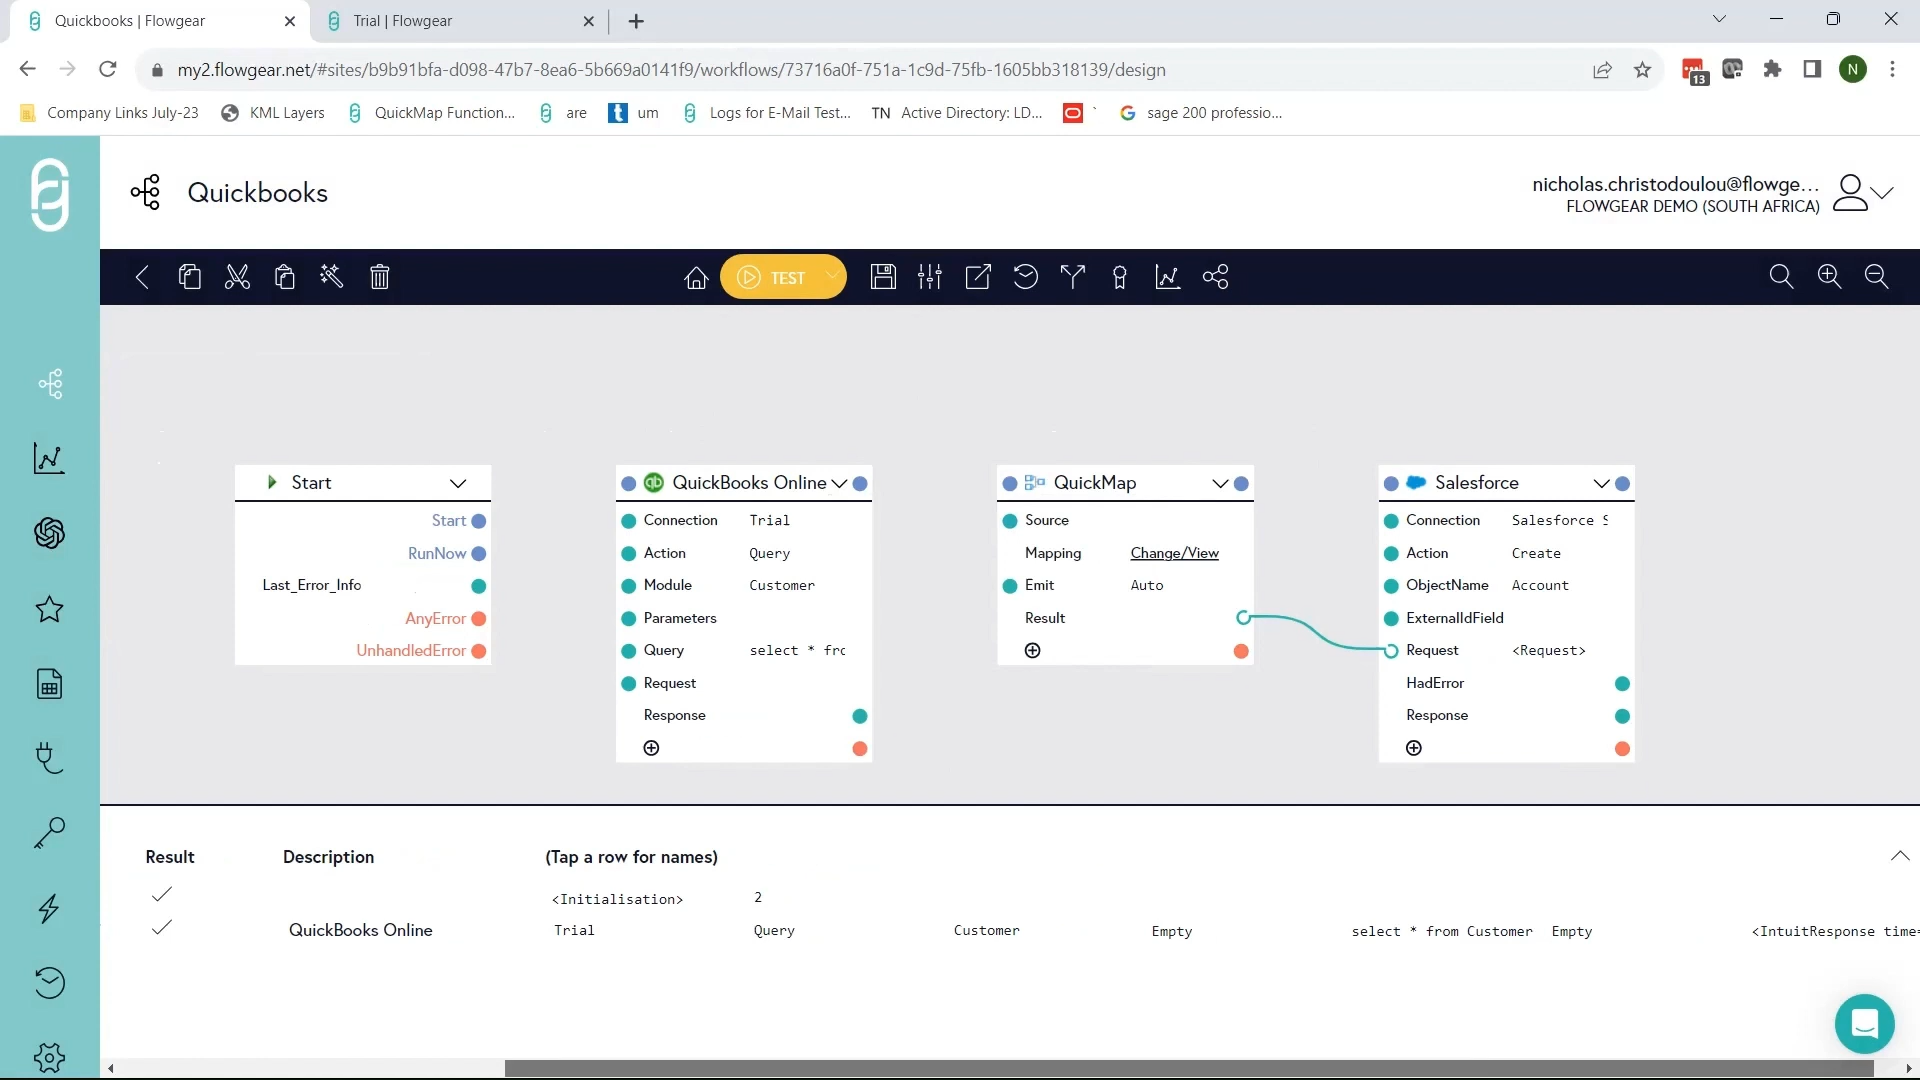 Quickbooks | Flowgear
Trial | Flowgear
my2.flowgear.net/#sites/b9b91bfa-d098-47b7-8ea6-5b669a0141f9/workflows/73716a0f-751a-1c9d-75fb-1605bb318139/design
13
N
Company Links July-23
KML Layers
QuickMap Function...
are
t
um
Logs for E-Mail Test...
TN
Active Directory: LD...
`
sage 200 professio...
Quickbooks
nicholas.christodoulou@flowge...
FLOWGEAR DEMO (SOUTH AFRICA)
TEST
Start
Start
RunNow
Last_Error_Info
AnyError
UnhandledError
qb
QuickBooks Online
Connection Trial
Action Query
Module Customer
Parameters
Query select * frc
Request
Response
QuickMap
Source
Mapping Change/View
Emit Auto
Result
Salesforce
Connection Salesforce S
Action Create
ObjectName Account
ExternalIdField
Request <Request>
HadError
Response
Result Description (Tap a row for names)
<Initialisation> 2
QuickBooks Online Trial Query Customer Empty select * from Customer Empty <IntuitResponse time=